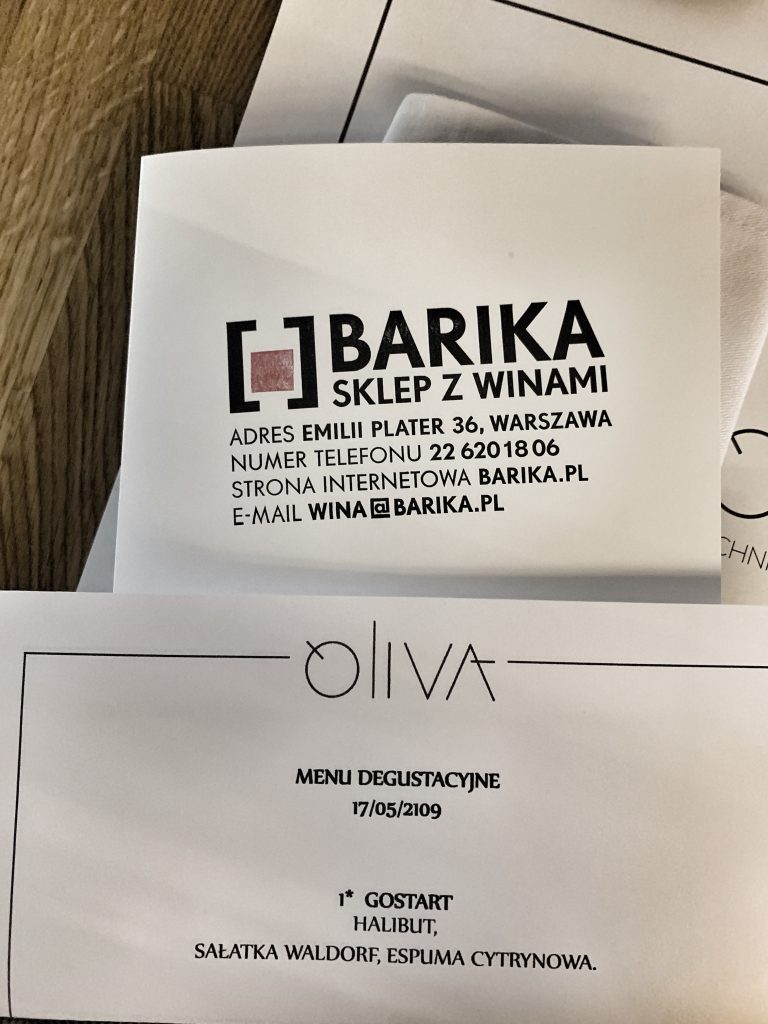 BARIKA
SKLEP Z WINAMI
ADRES EMILII PLATER 36, WARSZAWA
NUMER TELEFONU 22 620 18 06
STRONA INTERNETOWA BARIKA.PL
E-MAIL WINA@BARIKA.PL
OLIVA
MENU DEGUSTACYJNE
17/05/2109
1* GOSTART
HALIBUT,
SAŁATKA WALDORF, ESPUMA CYTRYNOWA.